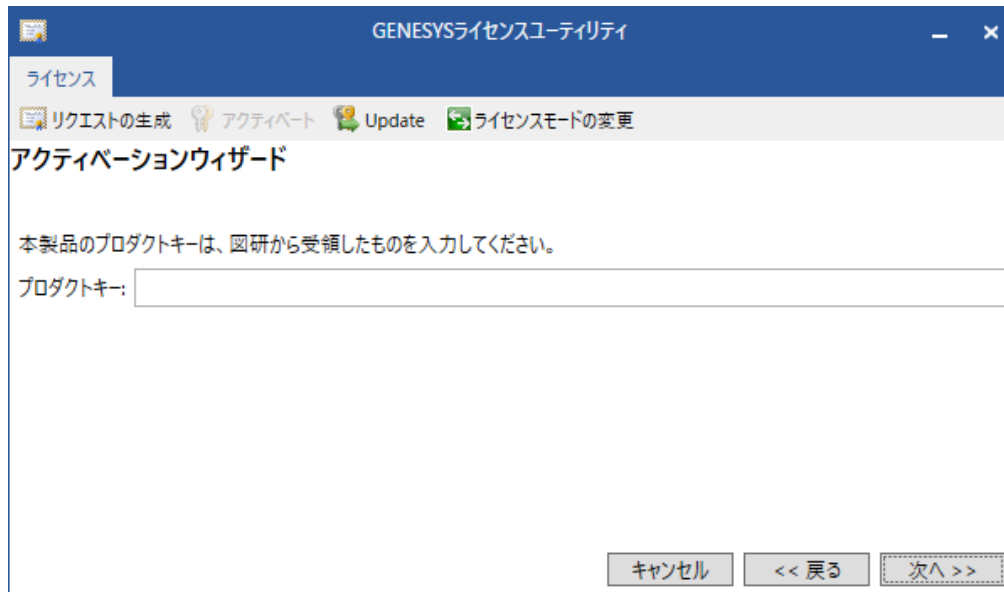 GENESYSライセンスユーティリティ
ライセンス
リクエストの生成 アクティベート Update ライセンスモードの変更
アクティベーションウィザード
本製品のプロダクトキーは、図研から受領したものを入力してください。
プロダクトキー:
キャンセル << 戻る 次へ >>